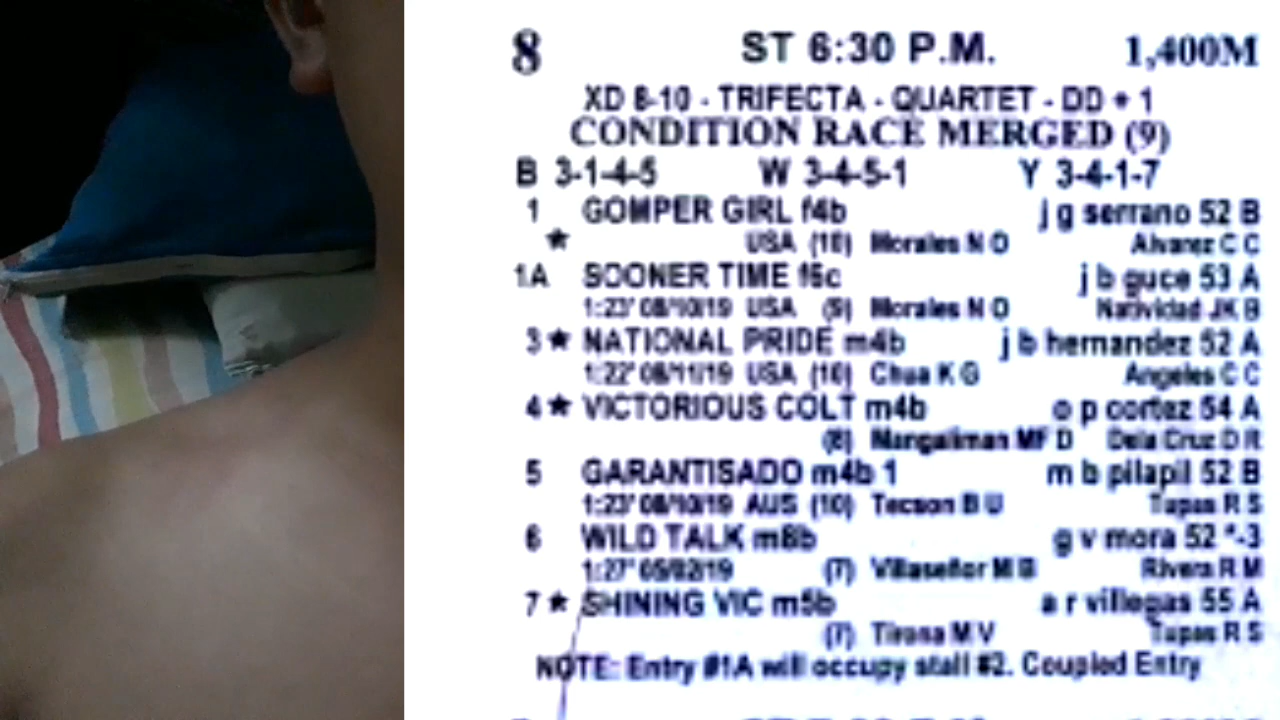 8 ST 6:30 P.M. 1,400M
XD 8-10 - TRIFECTA - QUARTET - DD + 1
CONDITION RACE MERGED (9)
B 3-1-4-5 W 3-4-5-1 Y 3-4-1-7
1 GOMPER GIRL f4b j g serrano 52 B
★ USA (10) Morales N O Alvarez C C
1A SOONER TIME f6c j b guce 53 A
1:23' 08/10/19 USA (9) Morales N O Natividad JK B
3 ★ NATIONAL PRIDE m4b j b hernandez 52 A
1:22' 08/11/19 USA (10) Chua K G Angeles C C
4 ★ VICTORIOUS COLT m4b o p cortez 54 A
(8) Mangaliman MF D Dela Cruz D R
5 GARANTISADO m4b 1 m b pilapil 52 B
1:23' 08/10/19 AUS (10) Tecson B U Tupas R S
6 WILD TALK m8b g v mora 52 *-3
1:27' 05/02/19 (7) Villaseñor M B Rivera R M
7 ★ SHINING VIC m5b a r villegas 55 A
(7) Tirona M V Tupas R S
NOTE: Entry #1A will occupy stall #2. Coupled Entry